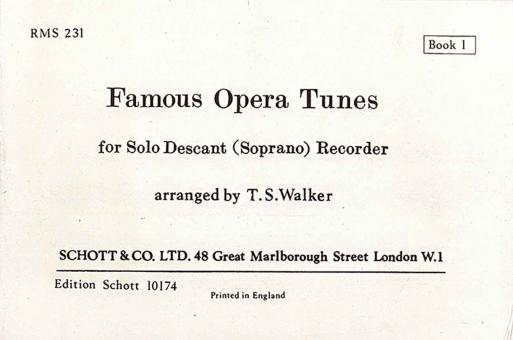 RMS 231
Book 1
Famous Opera Tunes
for Solo Descant (Soprano) Recorder
arranged by T.S.Walker
SCHOTT & CO. LTD. 48 Great Marlborough Street London W.1
Edition Schott 10174
Printed in England